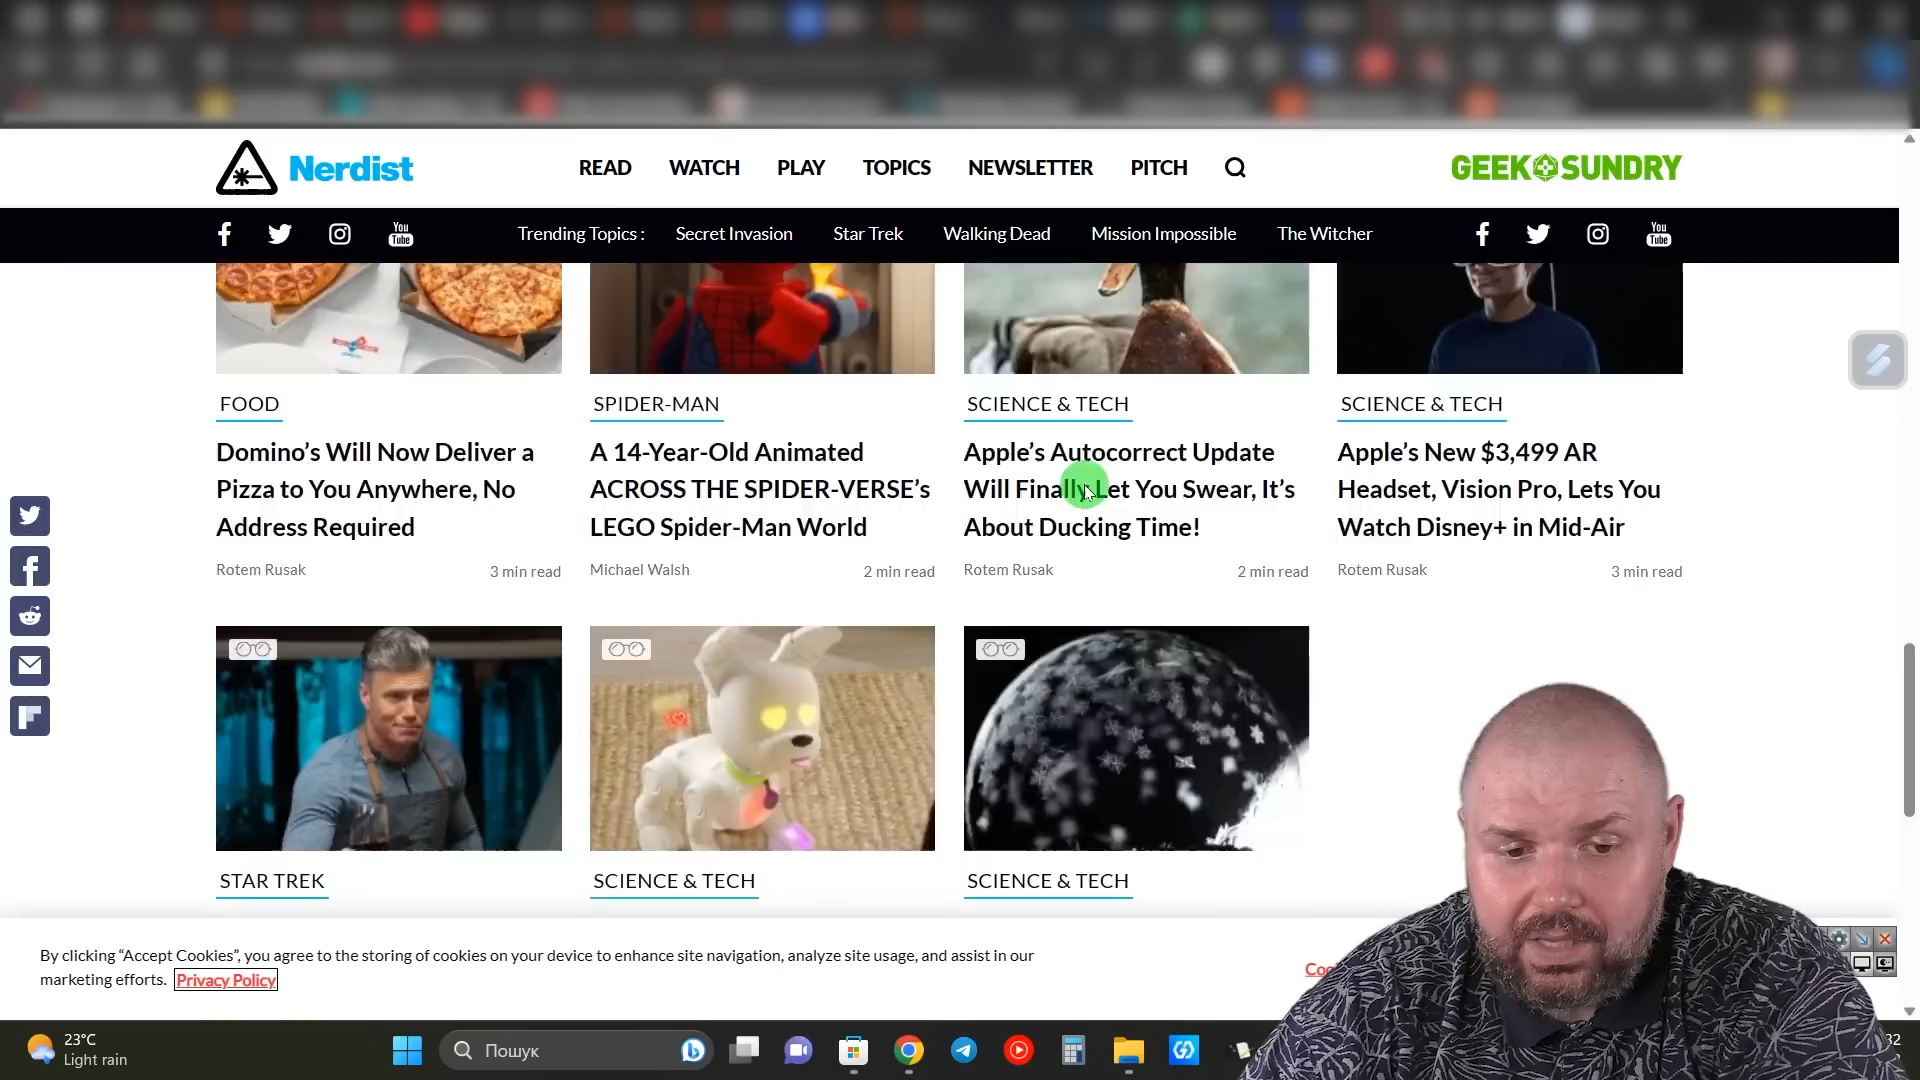 Nerdist
READ WATCH PLAY TOPICS NEWSLETTER PITCH
GEEK SUNDRY
You Tube
Trending Topics : Secret Invasion Star Trek Walking Dead Mission Impossible The Witcher
You Tube
FOOD
Domino’s Will Now Deliver a
Pizza to You Anywhere, No
Address Required
Rotem Rusak 3 min read
SPIDER-MAN
A 14-Year-Old Animated
ACROSS THE SPIDER-VERSE’s
LEGO Spider-Man World
Michael Walsh 2 min read
SCIENCE & TECH
Apple’s Autocorrect Update
Will Finally Let You Swear, It’s
About Ducking Time!
Rotem Rusak 2 min read
SCIENCE & TECH
Apple’s New $3,499 AR
Headset, Vision Pro, Lets You
Watch Disney+ in Mid-Air
Rotem Rusak 3 min read
STAR TREK
SCIENCE & TECH
SCIENCE & TECH
By clicking “Accept Cookies”, you agree to the storing of cookies on your device to enhance site navigation, analyze site usage, and assist in our
marketing efforts. Privacy Policy
23°C
Light rain
Пошук